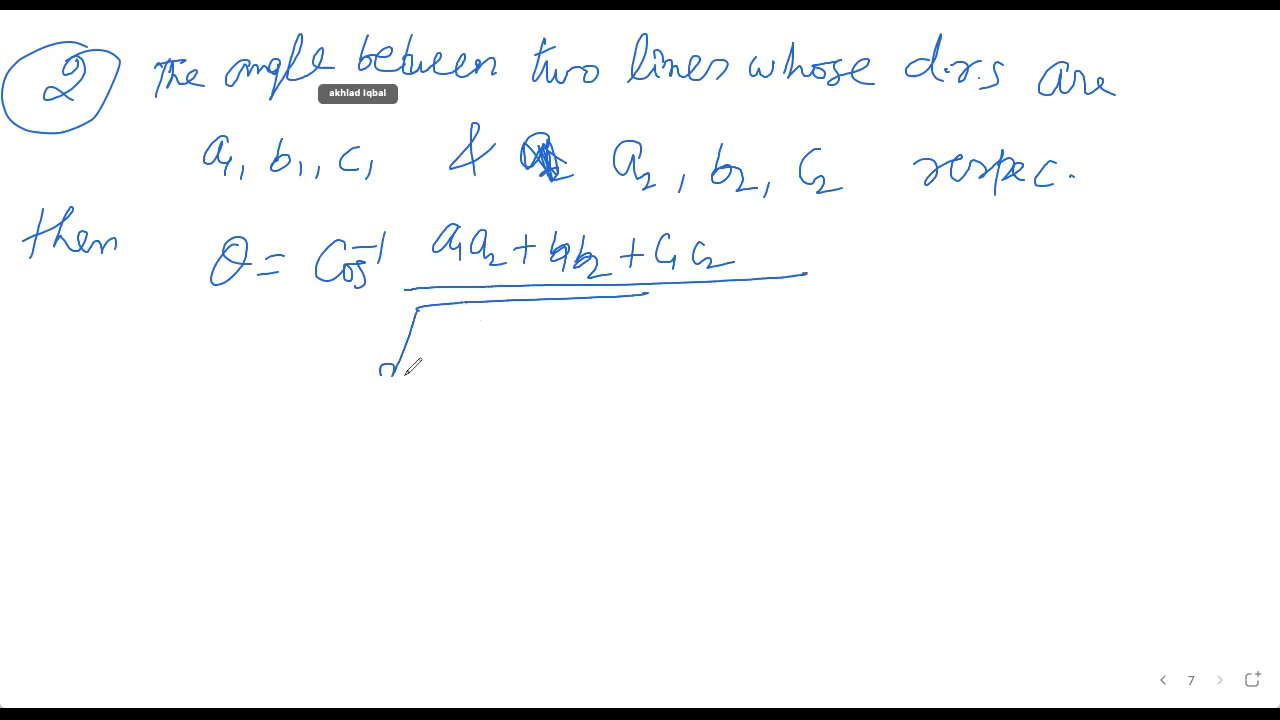 2 The angle between two lines whose d.r.s are
akhlad Iqbal
a₁, b₁, c₁ & a₂, b₂, c₂ respec.
then θ = Cos⁻¹ a₁a₂ + b₁b₂ + c₁c₂
√
7